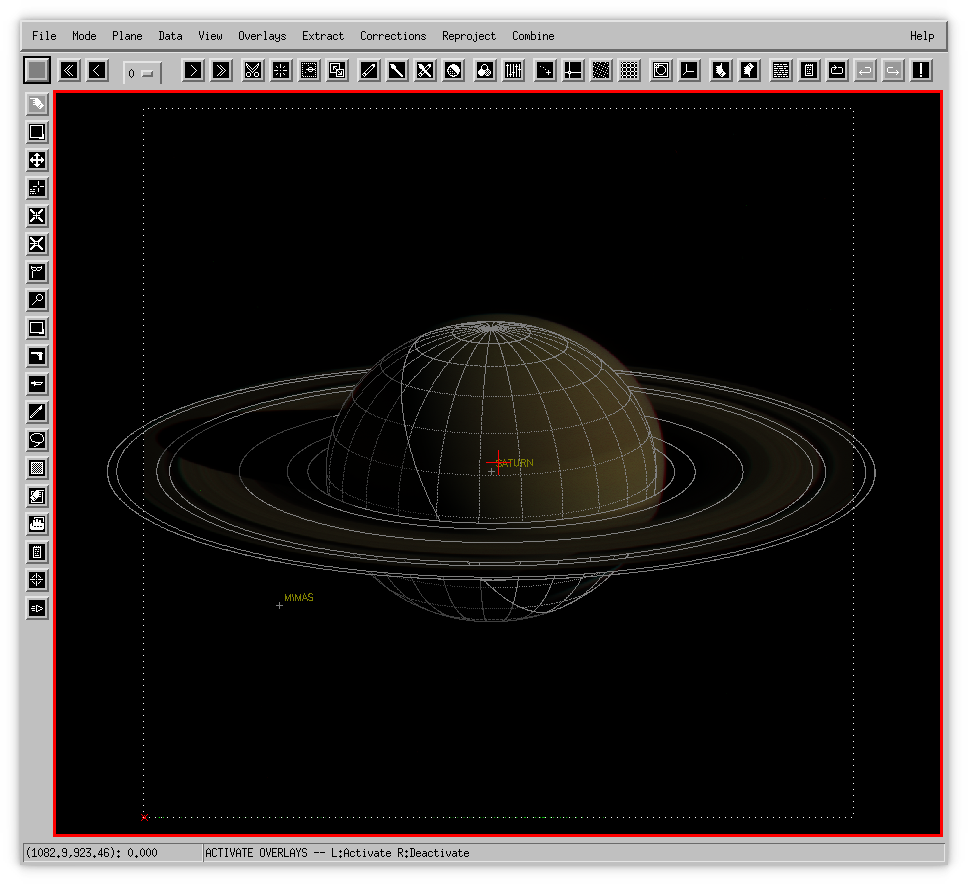 File Mode Plane Data View Overlays Extract Corrections Reproject Combine Help
0
SATURN
MIMAS
(1082.9,923.46): 0.000 ACTIVATE OVERLAYS -- L:Activate R:Deactivate